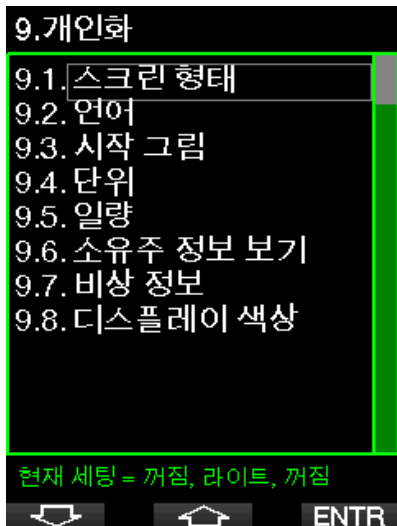 9.개인화
9.1. 스크린 형태
9.2. 언어
9.3. 시작 그림
9.4. 단위
9.5. 일량
9.6. 소유주 정보 보기
9.7. 비상 정보
9.8. 디스플레이 색상
현재 세팅 = 꺼짐, 라이트, 꺼짐
ENTR